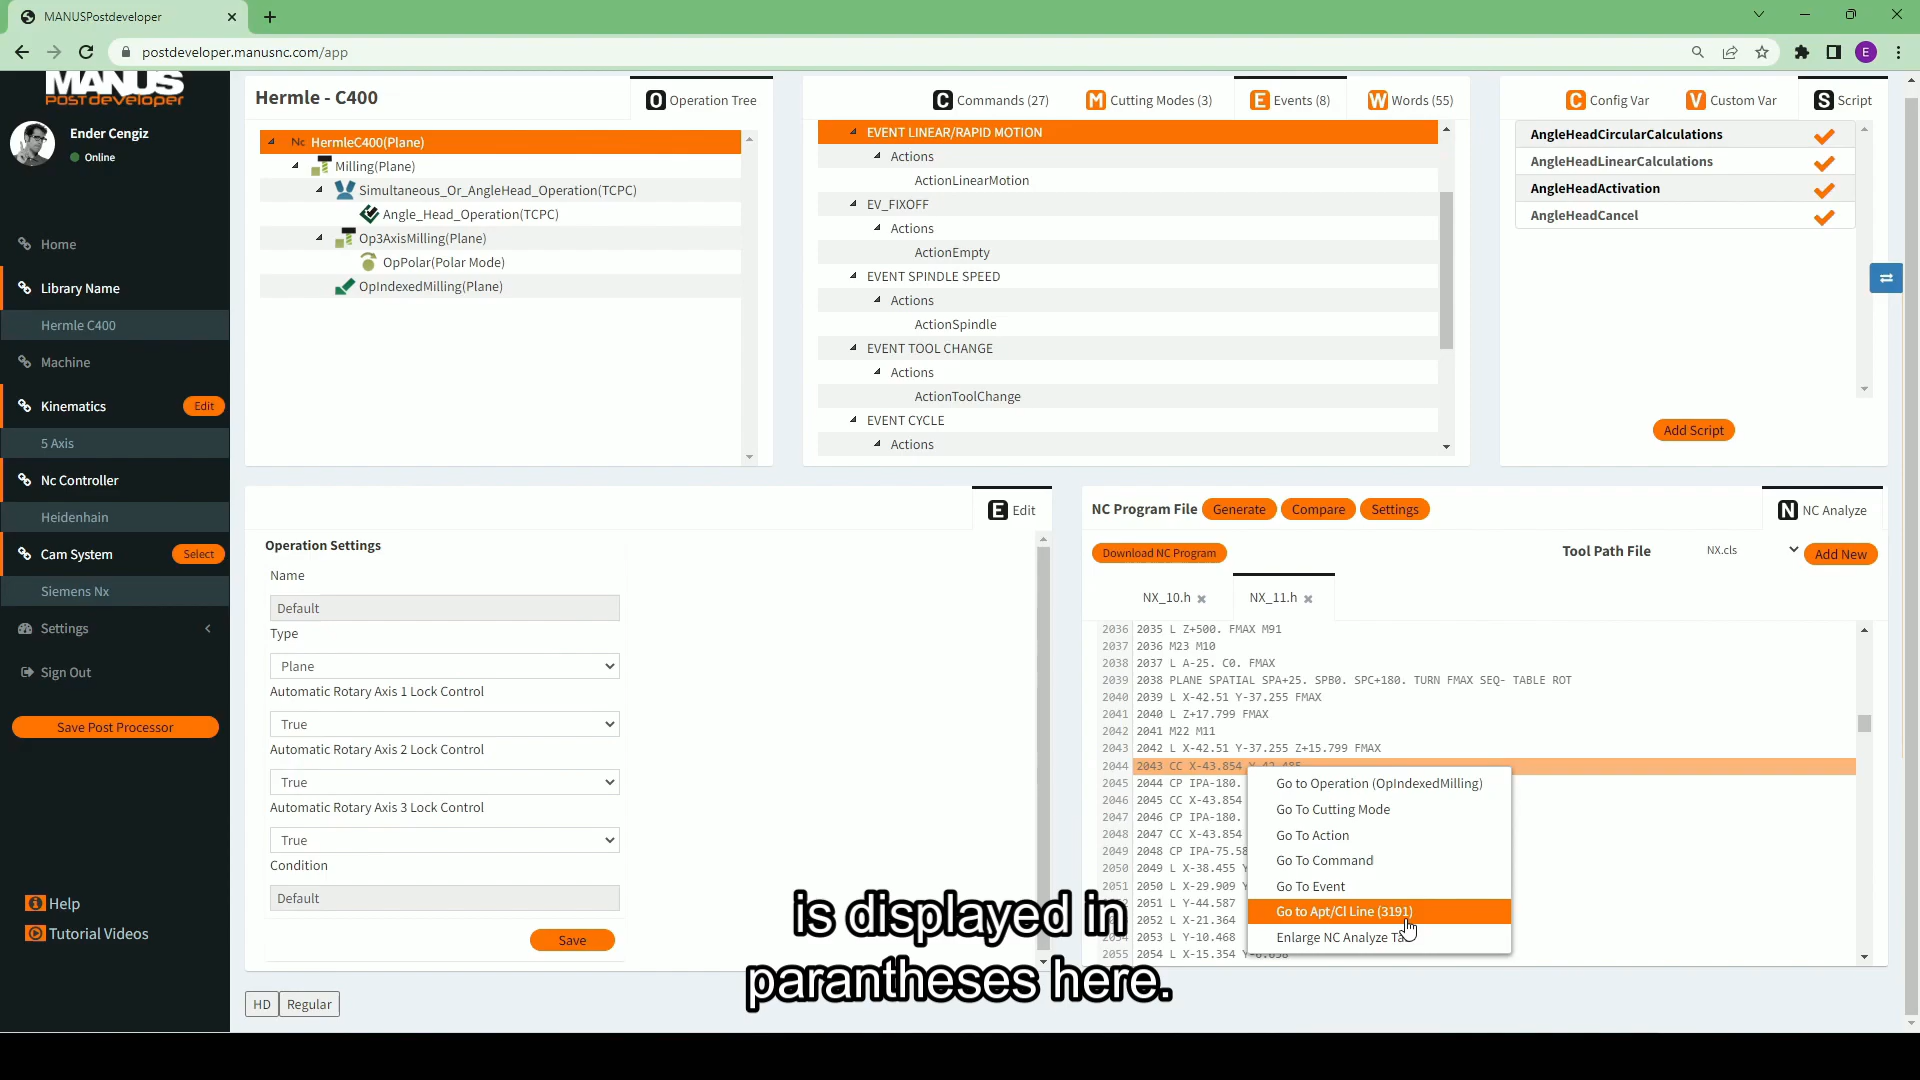 MANUSPostdeveloper
postdeveloper.manusnc.com/app
E
MANUS
postdeveloper
Ender Cengiz
Online
Home
Library Name
Hermle C400
Machine
Kinematics
Edit
5 Axis
Nc Controller
Heidenhain
Cam System
Select
Siemens Nx
Settings
Sign Out
Save Post Processor
Help
Tutorial Videos
Hermle - C400
O Operation Tree
Nc HermleC400(Plane)
Milling(Plane)
Simultaneous_Or_AngleHead_Operation(TCPC)
Angle_Head_Operation(TCPC)
Op3AxisMilling(Plane)
OpPolar(Polar Mode)
OpIndexedMilling(Plane)
C Commands (27)
M Cutting Modes (3)
E Events (8)
W Words (55)
EVENT LINEAR/RAPID MOTION
Actions
ActionLinearMotion
EV_FIXOFF
Actions
ActionEmpty
EVENT SPINDLE SPEED
Actions
ActionSpindle
EVENT TOOL CHANGE
Actions
ActionToolChange
EVENT CYCLE
Actions
C Config Var
V Custom Var
S Script
AngleHeadCircularCalculations
AngleHeadLinearCalculations
AngleHeadActivation
AngleHeadCancel
Add Script
E Edit
Operation Settings
Name
Default
Type
Plane
Automatic Rotary Axis 1 Lock Control
True
Automatic Rotary Axis 2 Lock Control
True
Automatic Rotary Axis 3 Lock Control
True
Condition
Default
Save
HD
Regular
NC Program File
Generate
Compare
Settings
N NC Analyze
Download NC Program
Tool Path File
NX.cls
Add New
NX_10.h
NX_11.h
2036 2035 L Z+500. FMAX M91
2037 2036 M23 M10
2038 2037 L A-25. C0. FMAX
2039 2038 PLANE SPATIAL SPA+25. SPB0. SPC+180. TURN FMAX SEQ- TABLE ROT
2040 2039 L X-42.51 Y-37.255 FMAX
2041 2040 L Z+17.799 FMAX
2042 2041 M22 M11
2043 2042 L X-42.51 Y-37.255 Z+15.799 FMAX
2044 2043 CC X-43.854
2045 2044 CP IPA-180.
2046 2045 CC X-43.854
2047 2046 CP IPA-180.
2048 2047 CC X-43.854
2049 2048 CP IPA-75.58
2050 2049 L X-38.455
2051 2050 L X-29.909
2051 L Y-44.587
2052 L X-21.364
2053 L Y-10.468
2055 2054 L X-15.354
Go to Operation (OpIndexedMilling)
Go To Cutting Mode
Go To Action
Go To Command
Go To Event
Go to Apt/Cl Line (3191)
Enlarge NC Analyze
is displayed in
parantheses here.